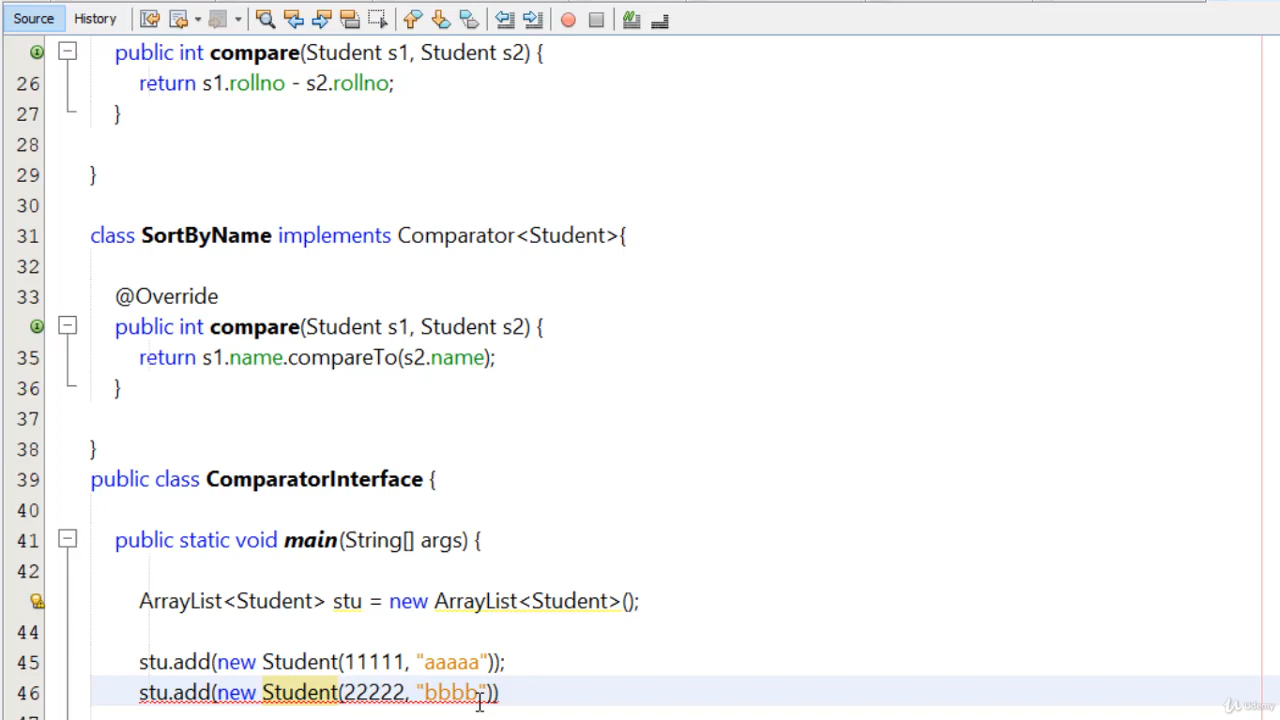 Source History
public int compare(Student s1, Student s2) {
26 return s1.rollno - s2.rollno;
27 }
28
29 }
30
31 class SortByName implements Comparator<Student>{
32
33 @Override
public int compare(Student s1, Student s2) {
35 return s1.name.compareTo(s2.name);
36 }
37
38 }
39 public class ComparatorInterface {
40
41 public static void main(String[] args) {
42
ArrayList<Student> stu = new ArrayList<Student>();
44
45 stu.add(new Student(11111, "aaaaa"));
46 stu.add(new Student(22222, "bbbb"))
Udemy